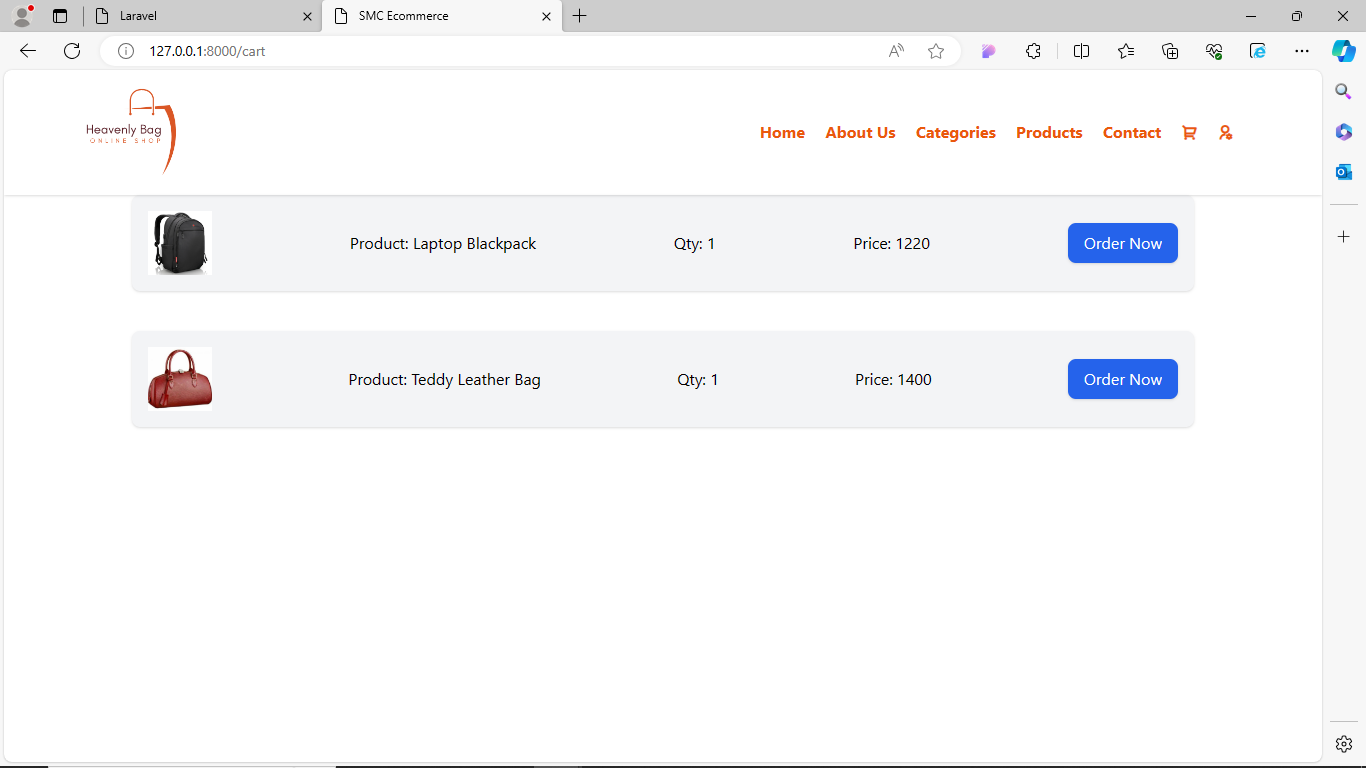 Laravel
SMC Ecommerce
127.0.0.1:8000/cart
Heavenly Bag
ONLINE SHOP
Home About Us Categories Products Contact
Product: Laptop Blackpack Qty: 1 Price: 1220 Order Now
Product: Teddy Leather Bag Qty: 1 Price: 1400 Order Now